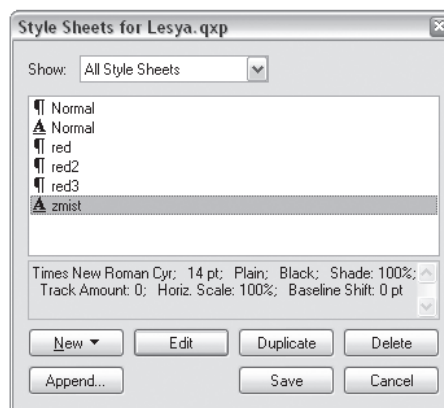 Style Sheets for Lesya.qxp
Show: All Style Sheets
¶ Normal
A Normal
¶ red
¶ red2
¶ red3
A zmist
Times New Roman Cyr; 14 pt; Plain; Black; Shade: 100%;
Track Amount: 0; Horiz. Scale: 100%; Baseline Shift: 0 pt
New Edit Duplicate Delete
Append... Save Cancel